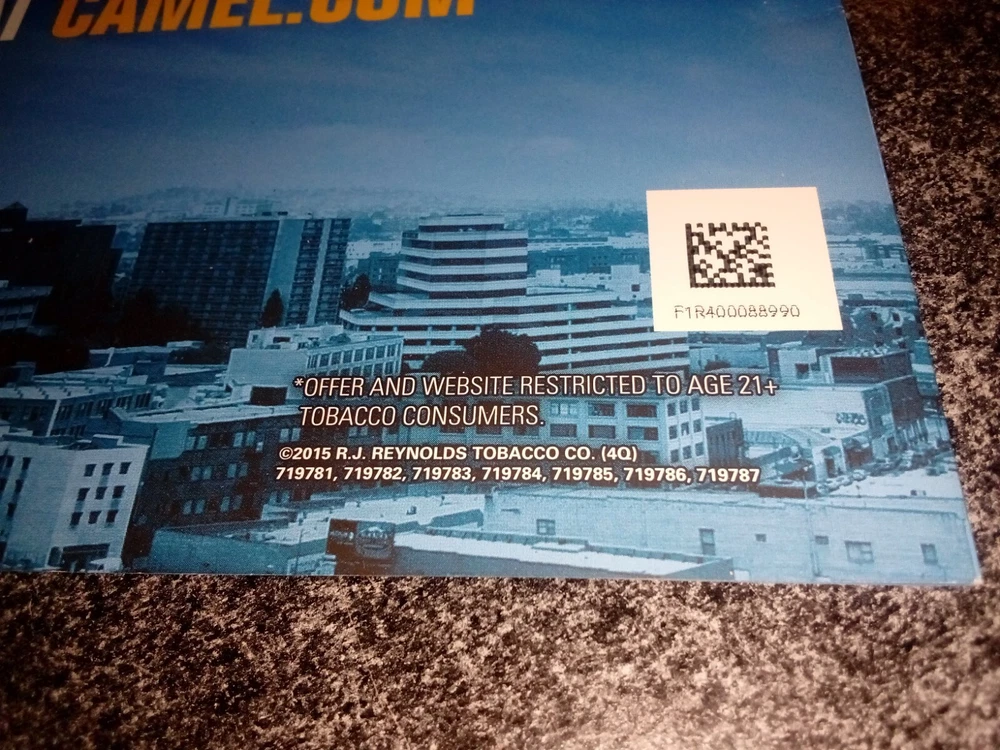 CAMEL.COM
F1R400088990
*OFFER AND WEBSITE RESTRICTED TO AGE 21+
TOBACCO CONSUMERS.
©2015 R.J. REYNOLDS TOBACCO CO. (4Q)
719781, 719782, 719783, 719784, 719785, 719786, 719787